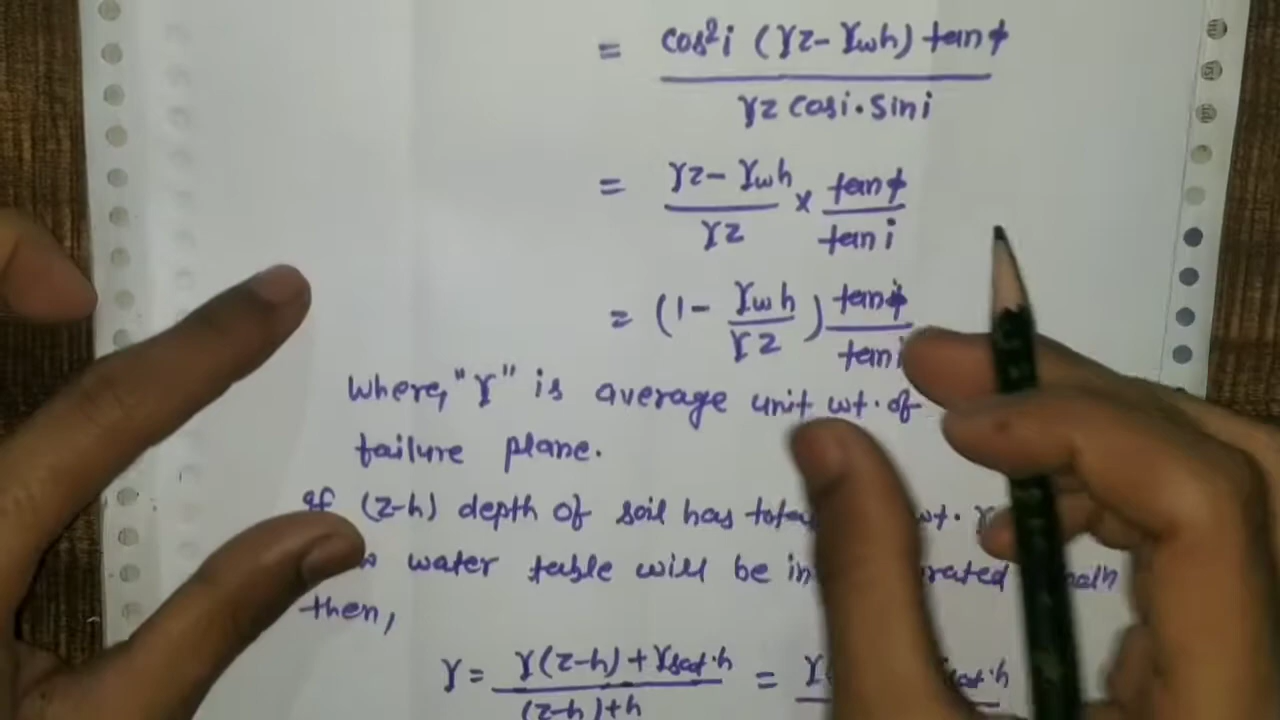 = cos²i (γz - γwh) tanϕ / γz cosi · sini
= γz - γwh / γz × tanϕ / tani
= (1 - γwh / γz) tanϕ / tani
where, "γ" is average unit wt. of
failure plane.
If (z-h) depth of soil has wt. γ
water table will be in
then,
γ = γ(z-h) + γsat·h / (z-h)+h =